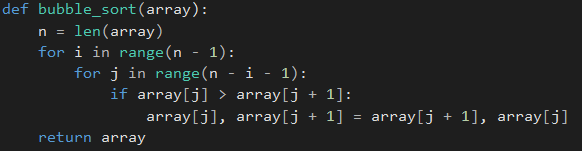 def bubble_sort(array):
    n = len(array)
    for i in range(n - 1):
        for j in range(n - i - 1):
            if array[j] > array[j + 1]:
                array[j], array[j + 1] = array[j + 1], array[j]
    return array